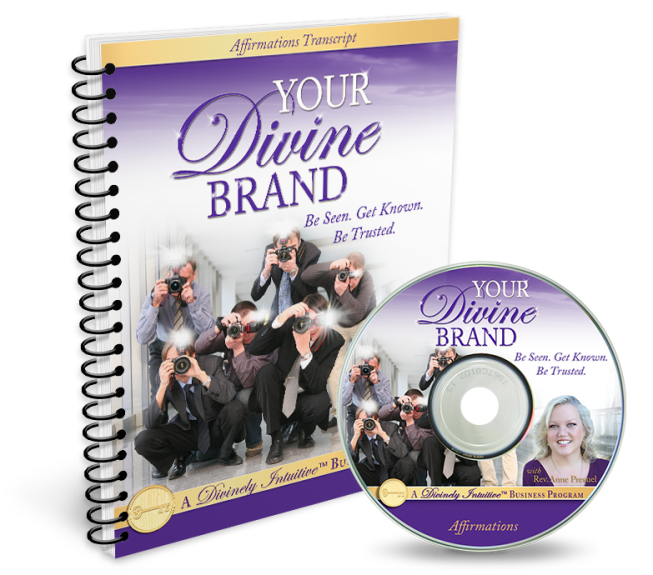 Affirmations Transcript
YOUR
Divine
BRAND
Be Seen. Get Known.
Be Trusted.
A Divinely Intuitive™ BU
YOUR
Divine
BRAND
Be Seen. Get Known.
Be Trusted.
with
Rev. Anne Presuel
A Divinely Intuitive™ BUSINESS PROGRAM
Affirmations